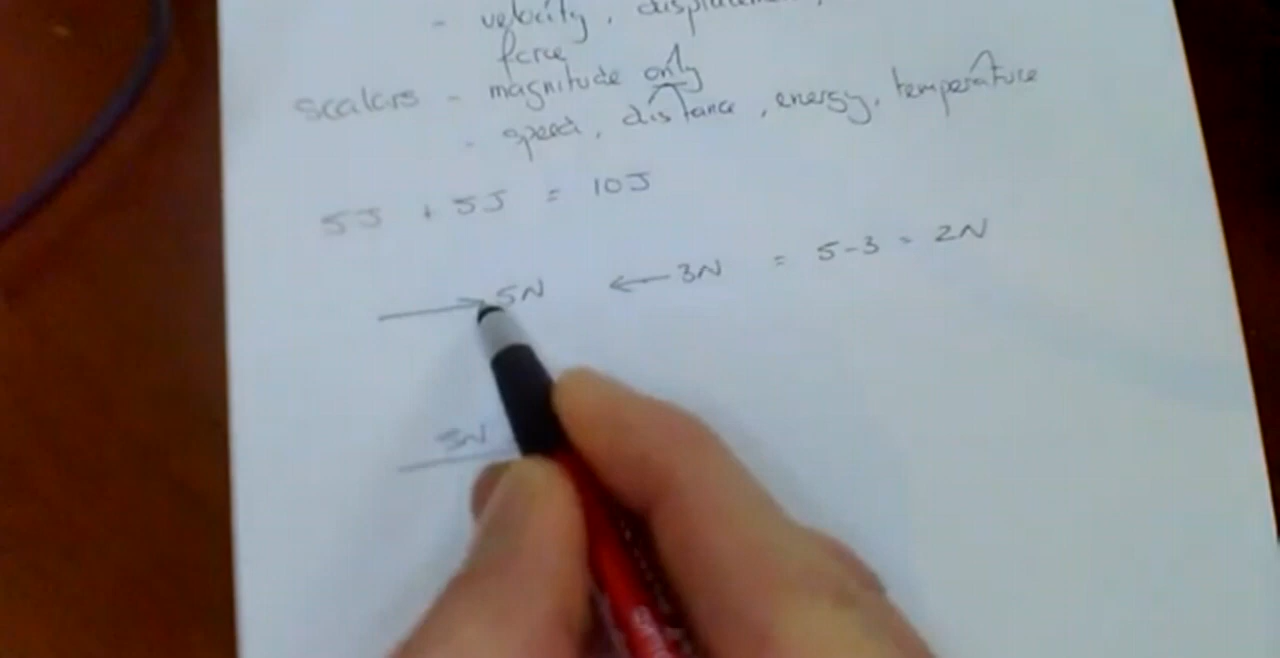 - velocity, displacement,
force
scalars - magnitude only
- speed, distance, energy, temperature
5J + 5J = 10J
→ 5N ← 3N = 5-3 = 2N
5N